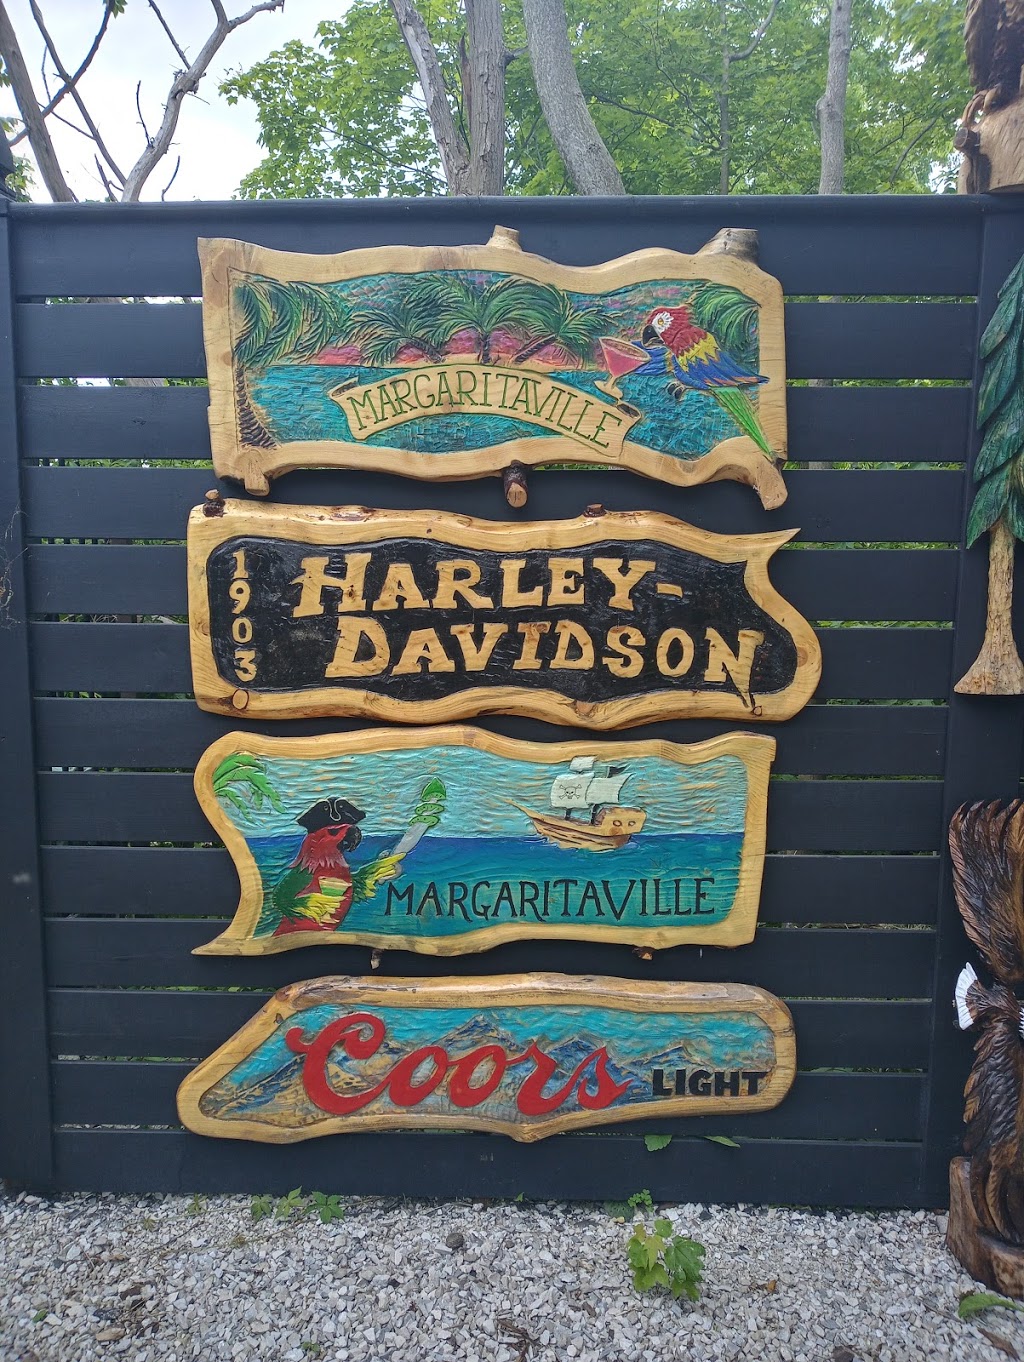 MARGARITAVILLE
1903
HARLEY-
DAVIDSON
MARGARITAVILLE
Coors LIGHT